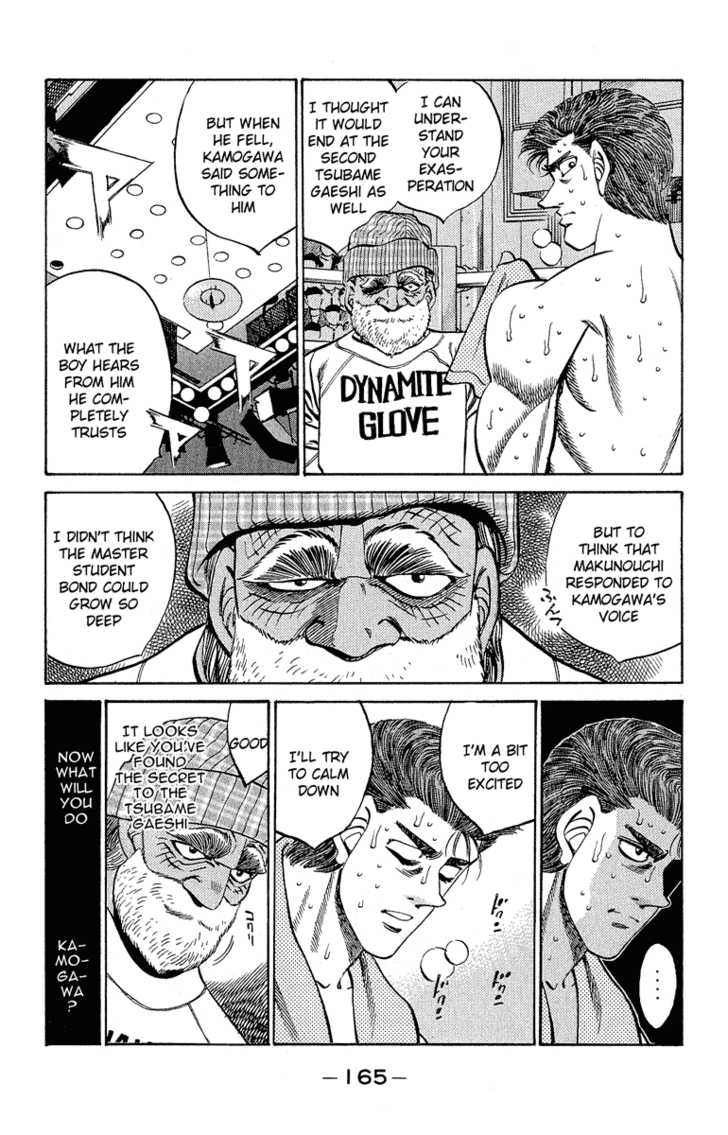 I CAN
UNDER-
STAND
YOUR
EXAS-
PERATION
I THOUGHT
IT WOULD
END AT THE
SECOND
TSUBAME
GAESHI AS
WELL
DYNAMITE
GLOVE
BUT WHEN
HE FELL,
KAMOGAWA
SAID SOME-
THING TO
HIM
WHAT THE
BOY HEARS
FROM HIM
HE COM-
PLETELY
TRUSTS
BUT TO
THINK THAT
MAKUNOUCHI
RESPONDED TO
KAMOGAWA'S
VOICE
I DIDN'T THINK
THE MASTER
STUDENT
BOND COULD
GROW SO
DEEP
....
I'M A BIT
TOO
EXCITED
I'LL TRY
TO CALM
DOWN
GOOD
IT LOOKS
LIKE YOU'VE
FOUND
THE SECRET
TO THE
TSUBAME
GAESHI
NOW
WHAT
WILL
YOU
DO
KA-
MO-
GA-
WA
?
-165-